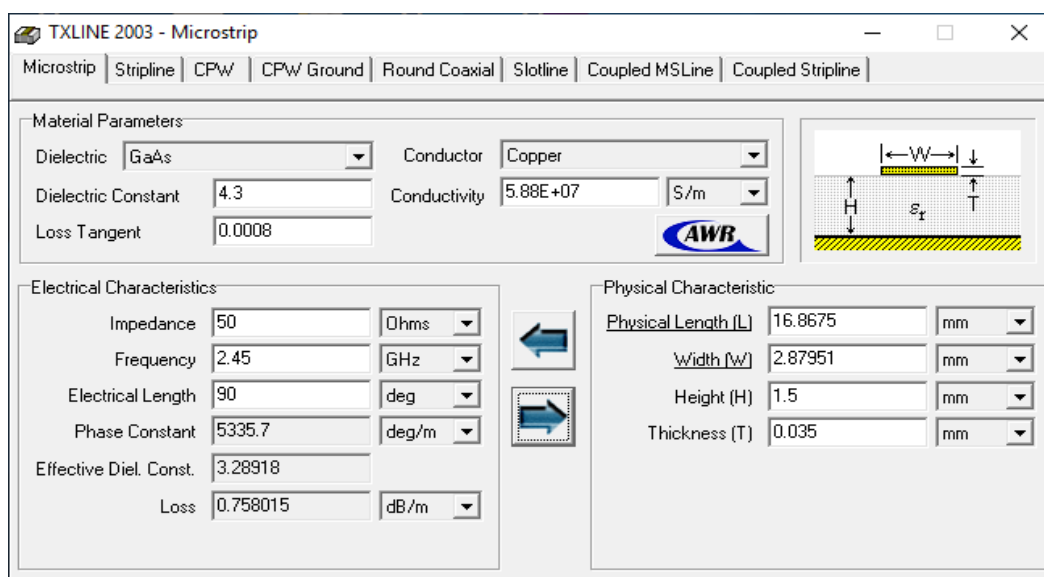 TXLINE 2003 - Microstrip
Microstrip Stripline CPW CPW Ground Round Coaxial Slotline Coupled MSLine Coupled Stripline
Material Parameters
Dielectric GaAs Conductor Copper
Dielectric Constant 4.3 Conductivity 5.88E+07 S/m
Loss Tangent 0.0008 AWR
W
H εr T
Electrical Characteristics
Impedance 50 Ohms
Frequency 2.45 GHz
Electrical Length 90 deg
Phase Constant 5335.7 deg/m
Effective Diel. Const. 3.28918
Loss 0.758015 dB/m
Physical Characteristic
Physical Length (L) 16.8675 mm
Width (W) 2.87951 mm
Height (H) 1.5 mm
Thickness (T) 0.035 mm